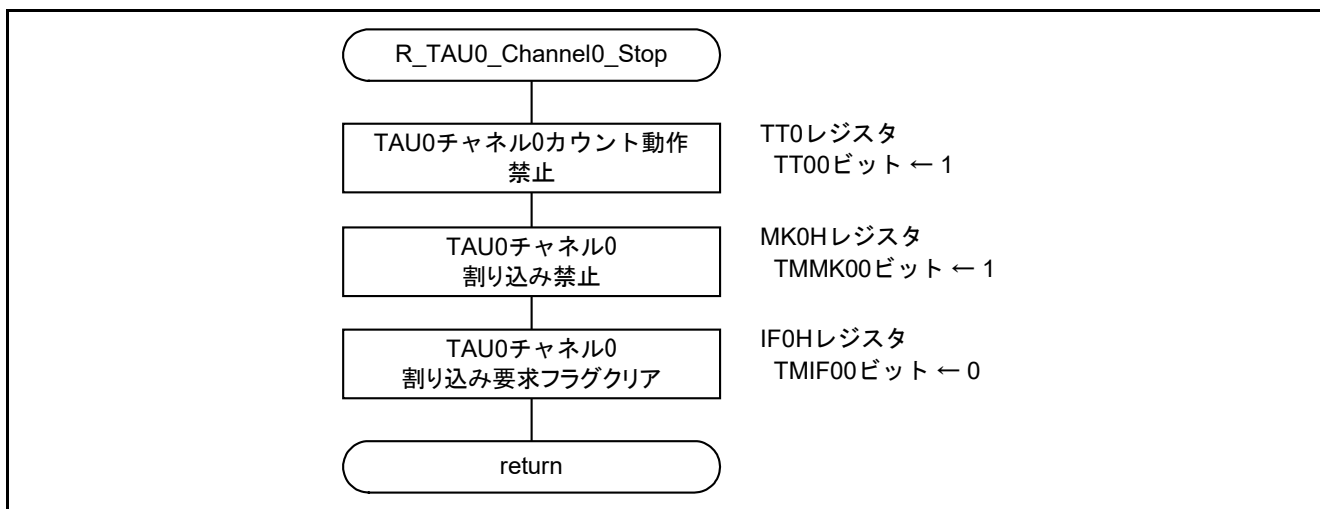 R_TAU0_Channel0_Stop
TAU0チャネル0カウント動作
禁止
TT0レジスタ
TT00ビット ← 1
TAU0チャネル0
割り込み禁止
MK0Hレジスタ
TMMK00ビット ← 1
TAU0チャネル0
割り込み要求フラグクリア
IF0Hレジスタ
TMIF00ビット ← 0
return